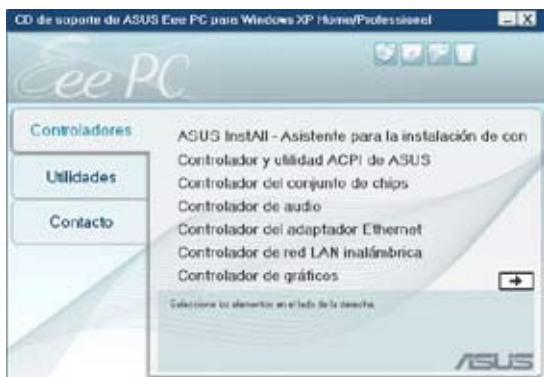 CD de soporte de ASUS Eee PC para Windows XP Home/Professional
Eee PC
Controladores
Utilidades
Contacto
ASUS InstAll - Asistente para la instalación de con
Controlador y utilidad ACPI de ASUS
Controlador del conjunto de chips
Controlador de audio
Controlador del adaptador Ethernet
Controlador de red LAN inalámbrica
Controlador de gráficos
Seleccione los elementos en el lado de la derecha.
ASUS